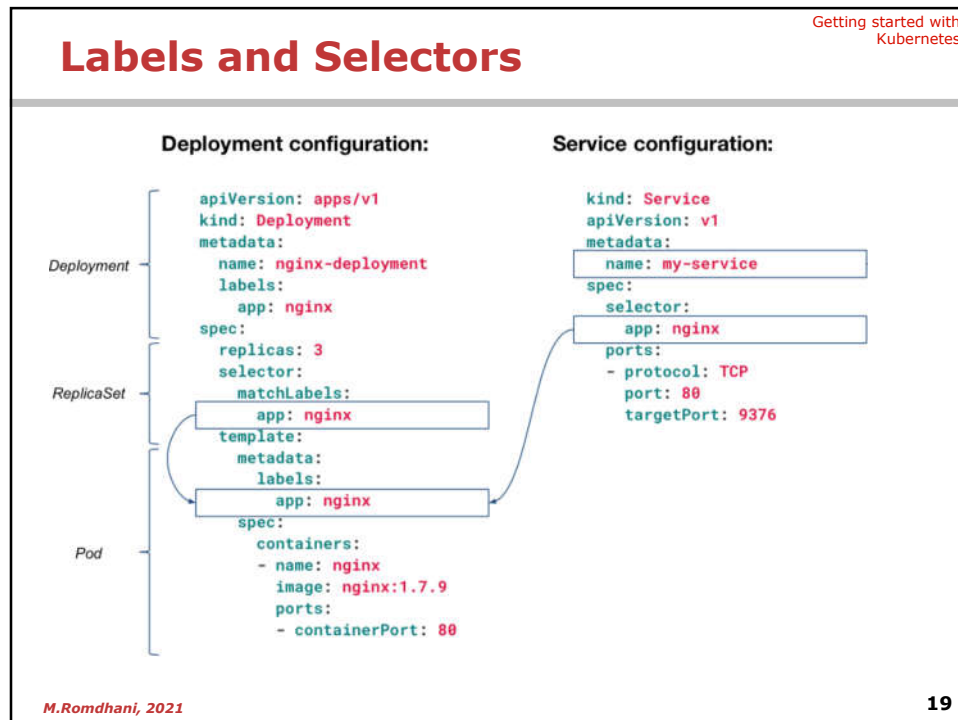 Getting started with
Kubernetes
Labels and Selectors
Deployment configuration:
Deployment
ReplicaSet
Pod
apiVersion: apps/v1
kind: Deployment
metadata:
  name: nginx-deployment
  labels:
    app: nginx
spec:
  replicas: 3
  selector:
    matchLabels:
      app: nginx
  template:
    metadata:
      labels:
        app: nginx
    spec:
      containers:
      - name: nginx
        image: nginx:1.7.9
        ports:
        - containerPort: 80
Service configuration:
kind: Service
apiVersion: v1
metadata:
  name: my-service
spec:
  selector:
    app: nginx
  ports:
  - protocol: TCP
    port: 80
    targetPort: 9376
M.Romdhani, 2021
19